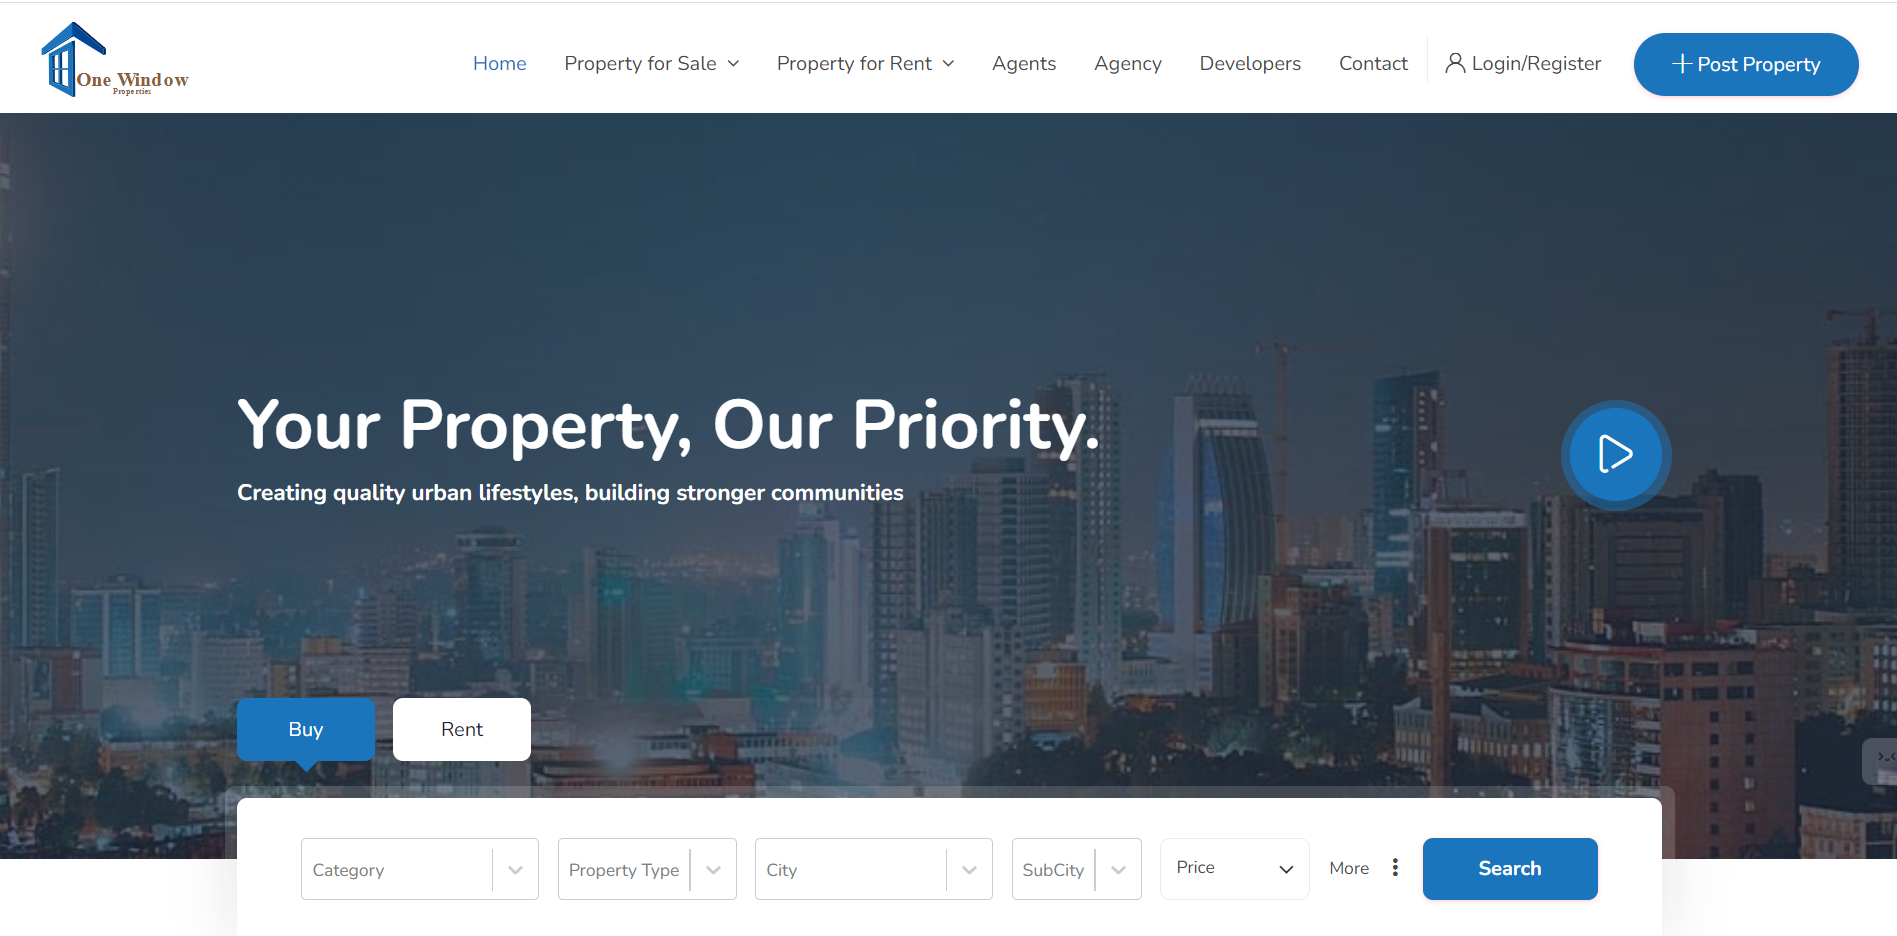 One Window
Properties
Home
Property for Sale
Property for Rent
Agents
Agency
Developers
Contact
Login/Register
Post Property
Your Property, Our Priority.
Creating quality urban lifestyles, building stronger communities
Buy
Rent
Category
Property Type
City
SubCity
Price
More
Search